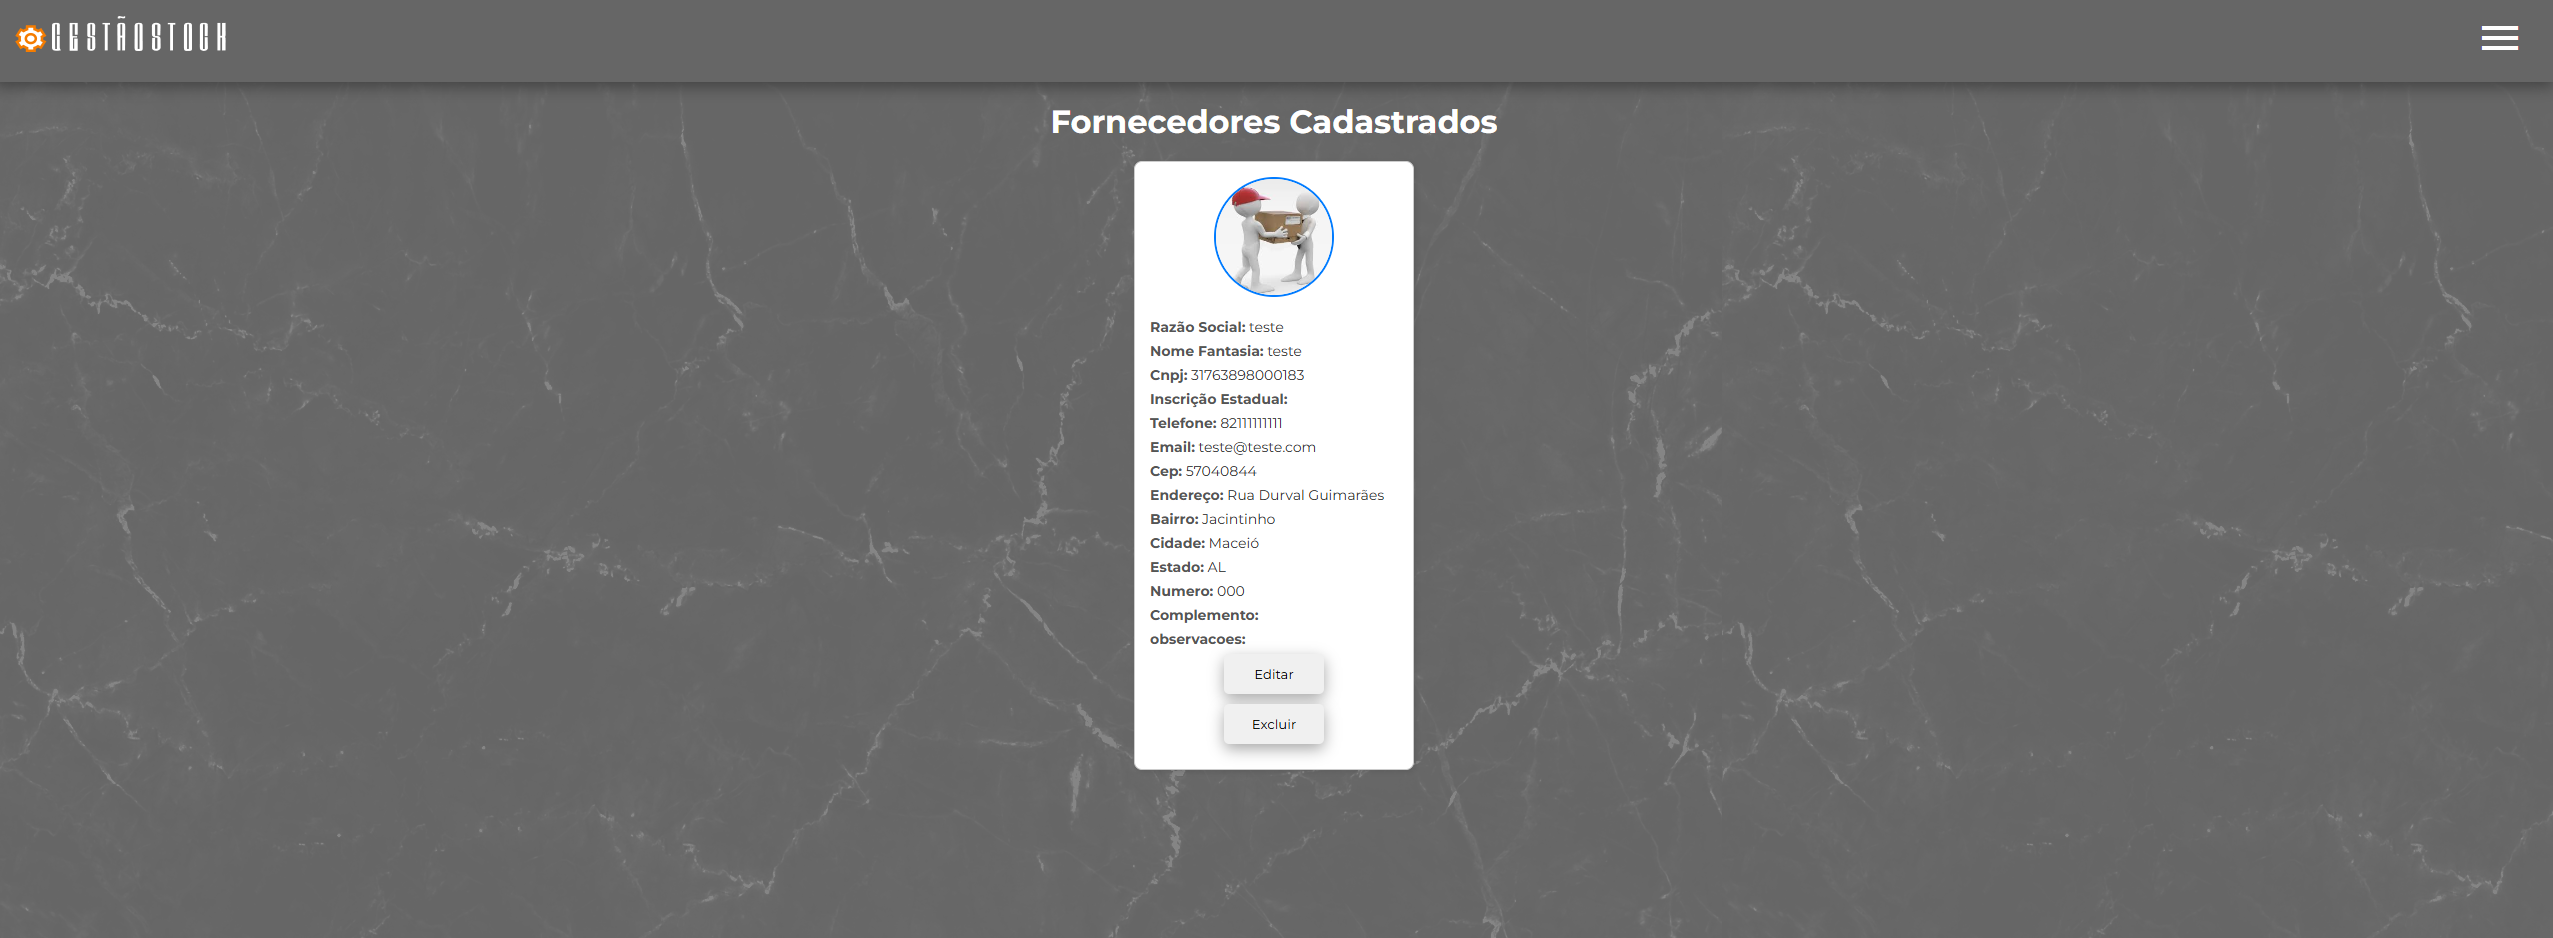 GESTÃOSTOCK
Fornecedores Cadastrados
Razão Social: teste
Nome Fantasia: teste
Cnpj: 31763898000183
Inscrição Estadual:
Telefone: 82111111111
Email: teste@teste.com
Cep: 57040844
Endereço: Rua Durval Guimarães
Bairro: Jacintinho
Cidade: Maceió
Estado: AL
Numero: 000
Complemento:
observacoes:
Editar
Excluir